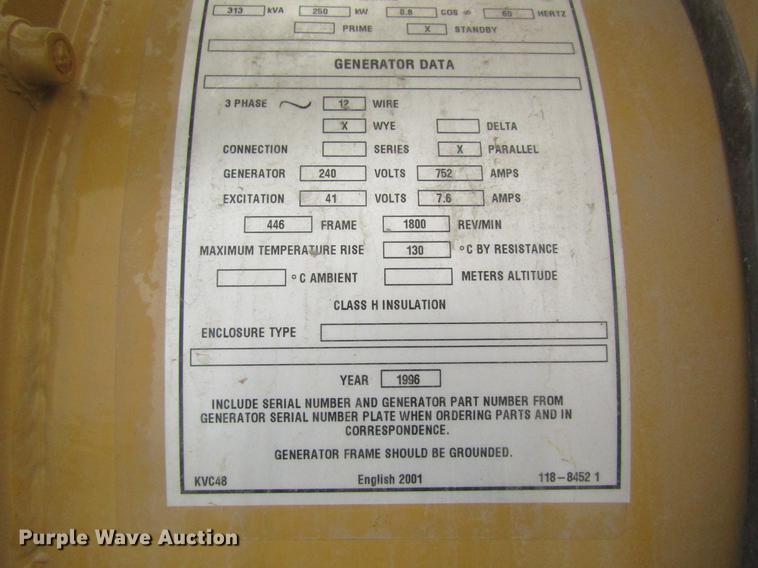 313 kVA 250 kW 0.8 COS ø 60 HERTZ
PRIME X STANDBY
GENERATOR DATA
3 PHASE ~ 12 WIRE
X WYE DELTA
CONNECTION SERIES X PARALLEL
GENERATOR 240 VOLTS 752 AMPS
EXCITATION 41 VOLTS 7.6 AMPS
446 FRAME 1800 REV/MIN
MAXIMUM TEMPERATURE RISE 130 °C BY RESISTANCE
°C AMBIENT METERS ALTITUDE
CLASS H INSULATION
ENCLOSURE TYPE
YEAR 1996
INCLUDE SERIAL NUMBER AND GENERATOR PART NUMBER FROM
GENERATOR SERIAL NUMBER PLATE WHEN ORDERING PARTS AND IN
CORRESPONDENCE.
GENERATOR FRAME SHOULD BE GROUNDED.
KVC48 English 2001 118-8452 1
Purple Wave Auction